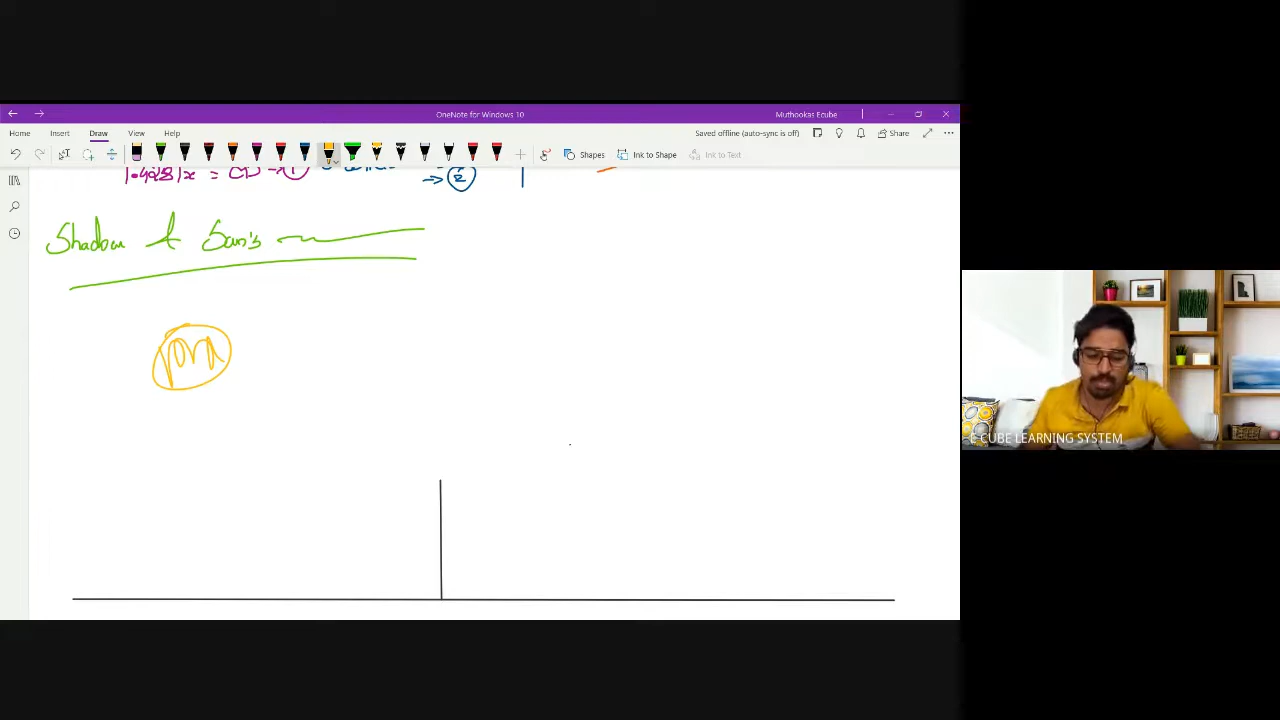 OneNote for Windows 10
Muthookas Ecube
Home Insert Draw View Help
Saved offline (auto-sync is off)
Share
Shapes
Ink to Shape
Ink to Text
Shadow & Sun's
E CUBE LEARNING SYSTEM